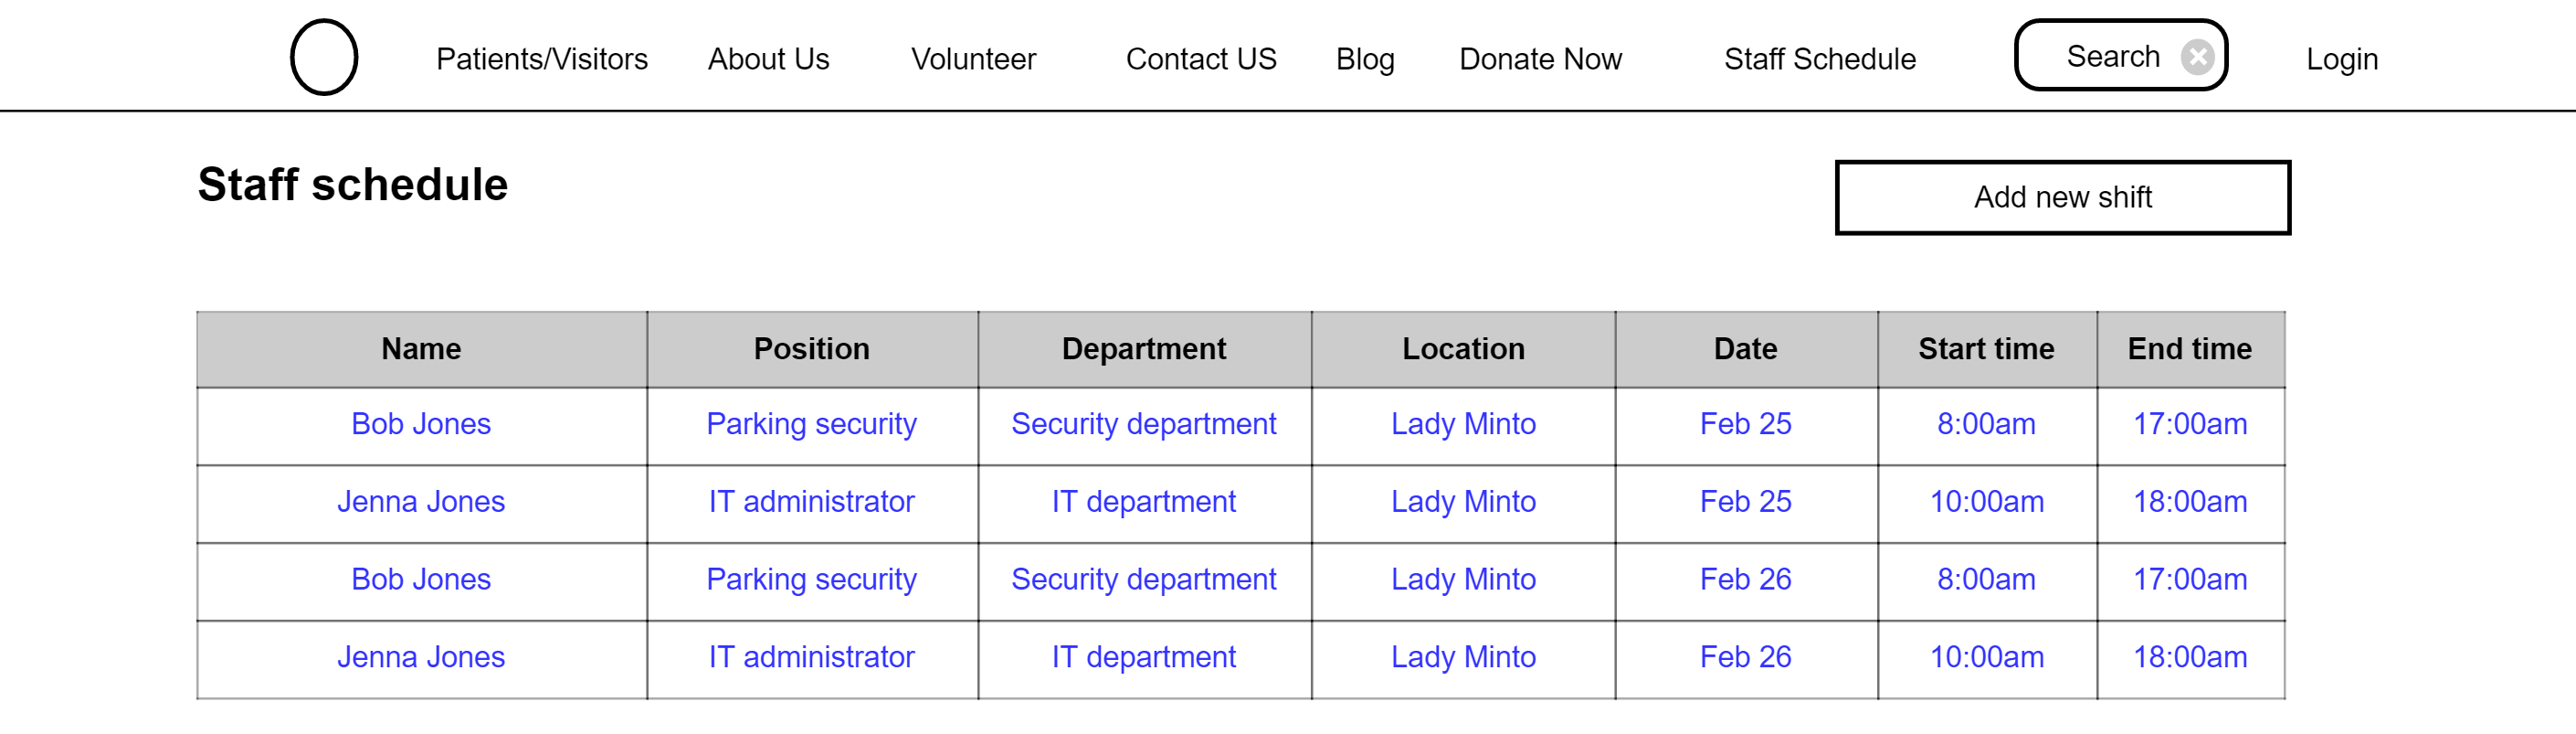 Patients/Visitors About Us Volunteer Contact US Blog Donate Now Staff Schedule Search Login
Staff schedule
Add new shift
Name Position Department Location Date Start time End time
Bob Jones Parking security Security department Lady Minto Feb 25 8:00am 17:00am
Jenna Jones IT administrator IT department Lady Minto Feb 25 10:00am 18:00am
Bob Jones Parking security Security department Lady Minto Feb 26 8:00am 17:00am
Jenna Jones IT administrator IT department Lady Minto Feb 26 10:00am 18:00am